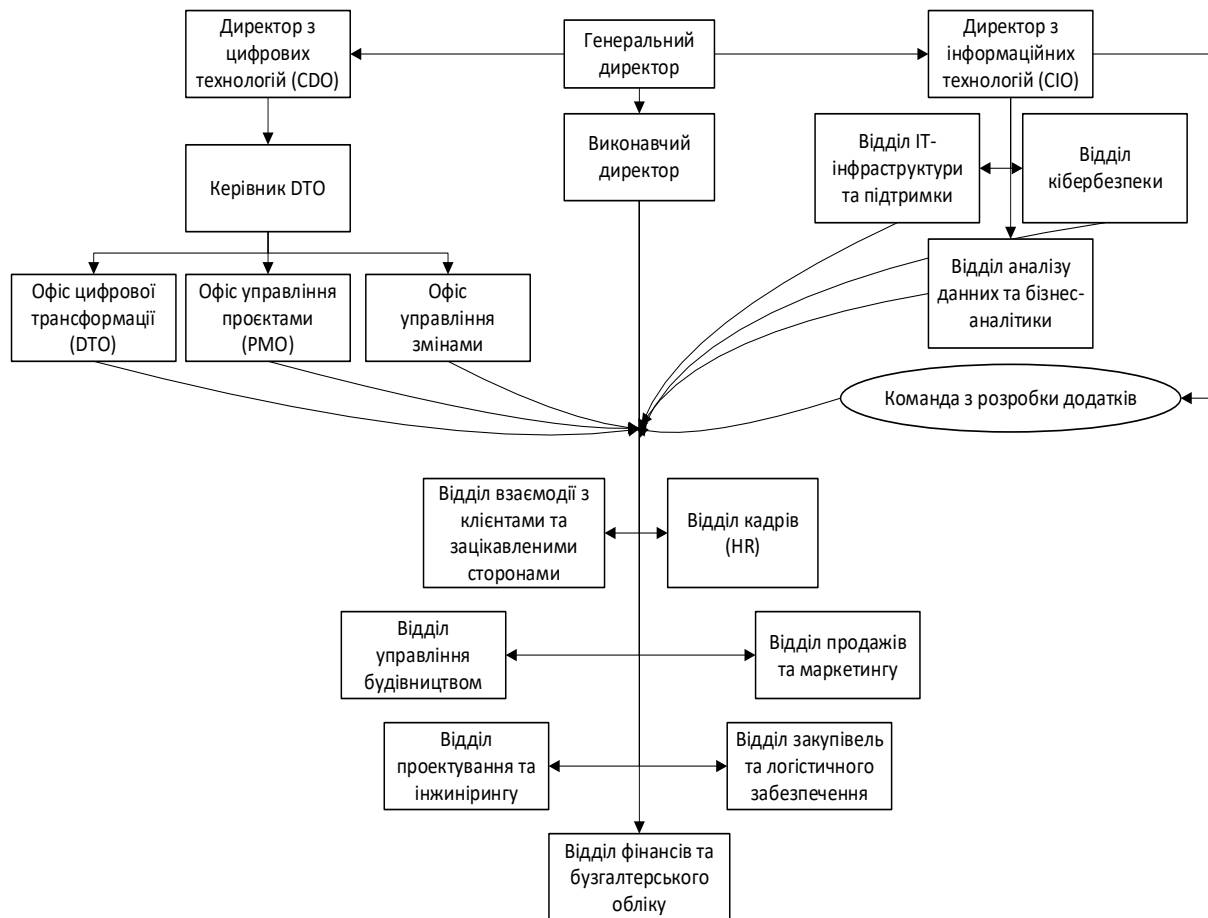 Директор з
цифрових
технологій (CDO)
Генеральний
директор
Директор з
інформаційних
технологій (CIO)
Виконавчий
директор
Керівник DTO
Відділ ІТ-
інфраструктури
та підтримки
Відділ
кібербезпеки
Офіс цифрової
трансформації
(DTO)
Офіс управління
проєктами
(PMO)
Офіс
управління
змінами
Відділ аналізу
данних та бізнес-
аналітики
Команда з розробки додатків
Відділ взаємодії з
клієнтами та
зацікавленими
сторонами
Відділ кадрів
(HR)
Відділ
управління
будівництвом
Відділ продажів
та маркетингу
Відділ
проектування та
інжинірингу
Відділ закупівель
та логістичного
забезпечення
Відділ фінансів та
бузгалтерського
обліку